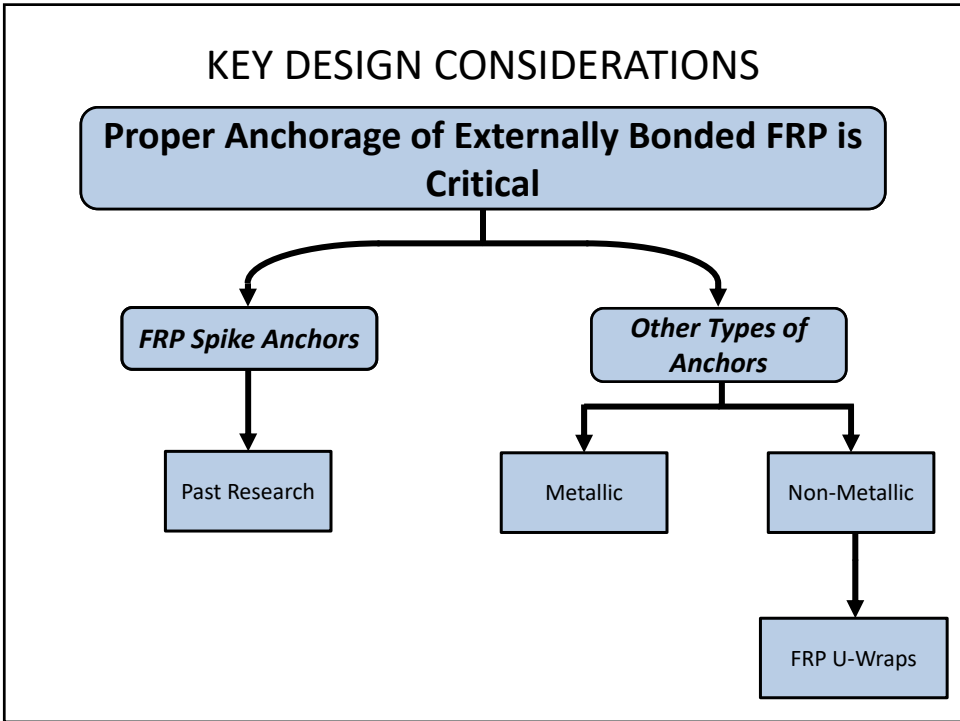 KEY DESIGN CONSIDERATIONS
Proper Anchorage of Externally Bonded FRP is
Critical
FRP Spike Anchors
Other Types of
Anchors
Past Research
Metallic
Non-Metallic
FRP U-Wraps